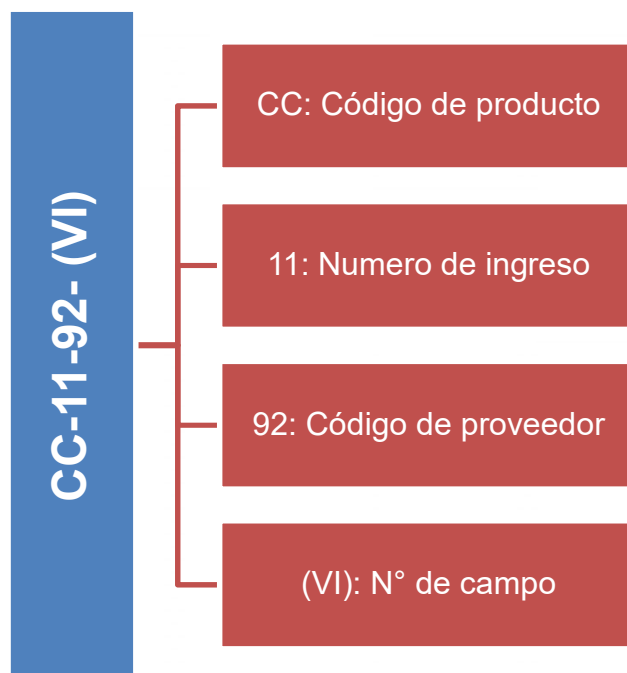 CC-11-92- (VI)
CC: Código de producto
11: Numero de ingreso
92: Código de proveedor
(VI): N° de campo